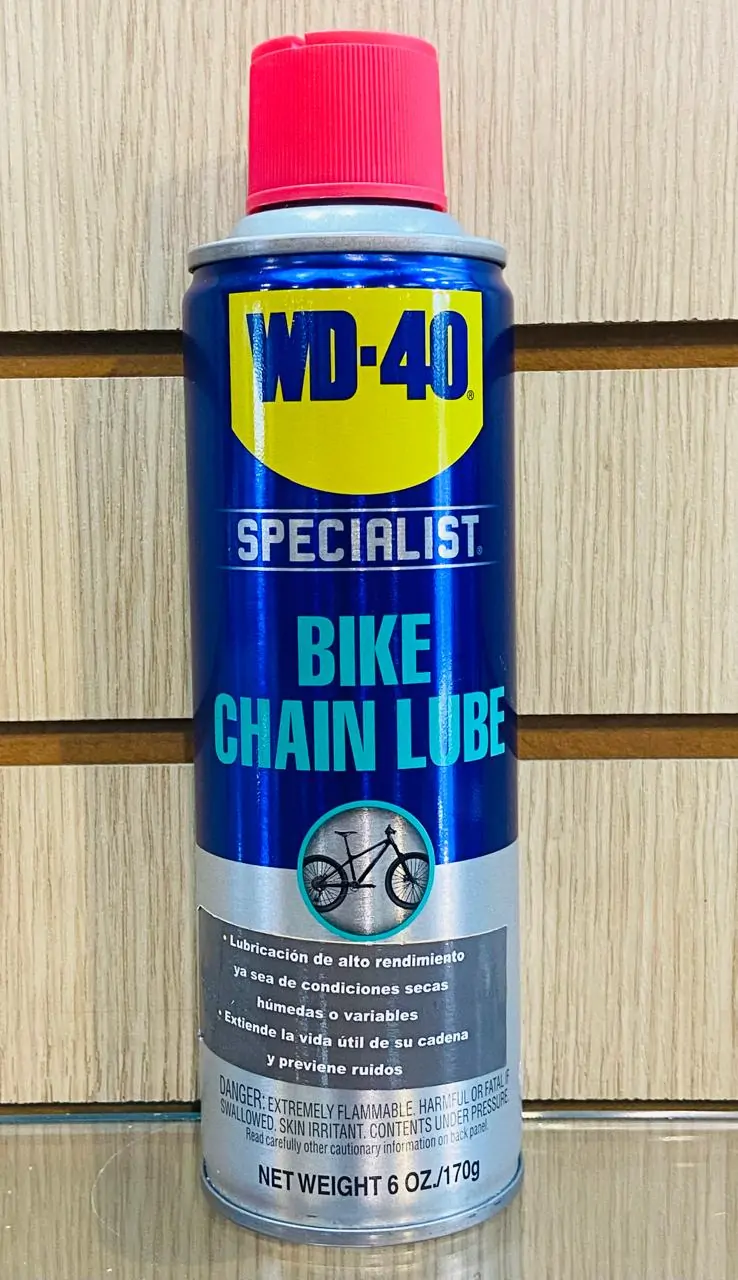 WD-40®
SPECIALIST®
BIKE
CHAIN LUBE
• Lubricación de alto rendimiento
ya sea de condiciones secas
húmedas o variables
• Extiende la vida útil de su cadena
y previene ruidos
DANGER: EXTREMELY FLAMMABLE. HARMFUL OR FATAL IF
SWALLOWED. SKIN IRRITANT. CONTENTS UNDER PRESSURE.
Read carefully other cautionary information on back panel.
NET WEIGHT 6 OZ./170g